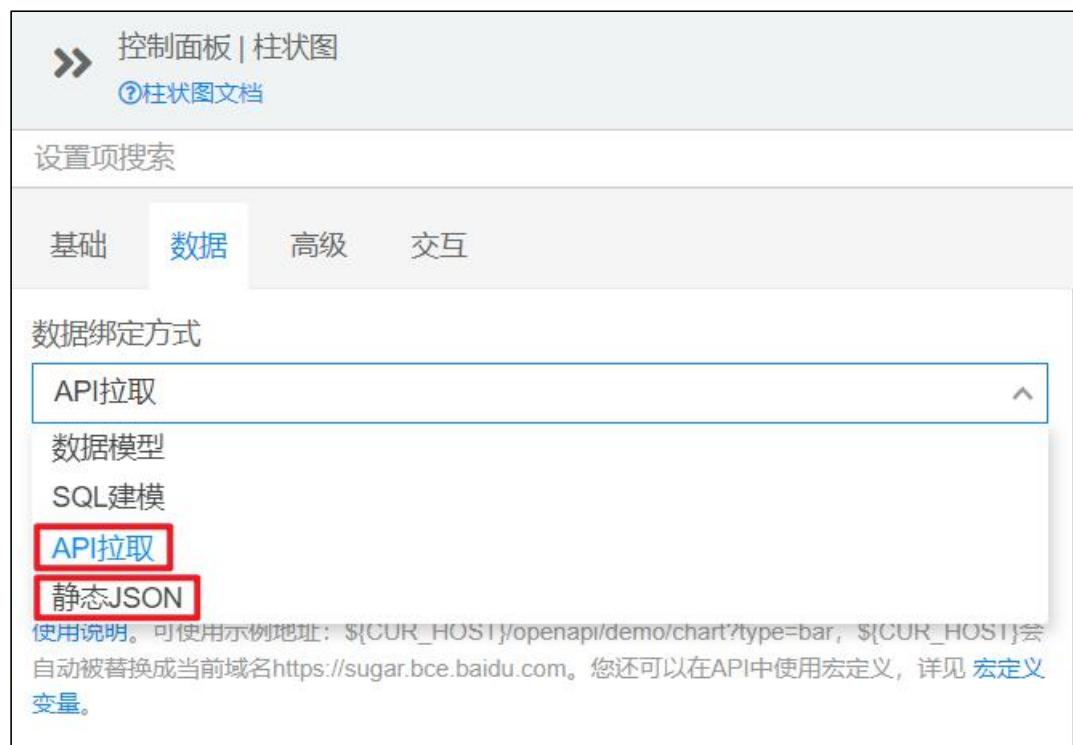 控制面板 | 柱状图
柱状图文档
设置项搜索
基础 数据 高级 交互
数据绑定方式
API拉取
数据模型
SQL建模
API拉取
静态JSON
使用说明。可使用示例地址：${CUR_HOST}/openapi/demo/chart?type=bar，${CUR_HOST}会
自动被替换成当前域名https://sugar.bce.baidu.com。您还可以在API中使用宏定义，详见 宏定义
变量。